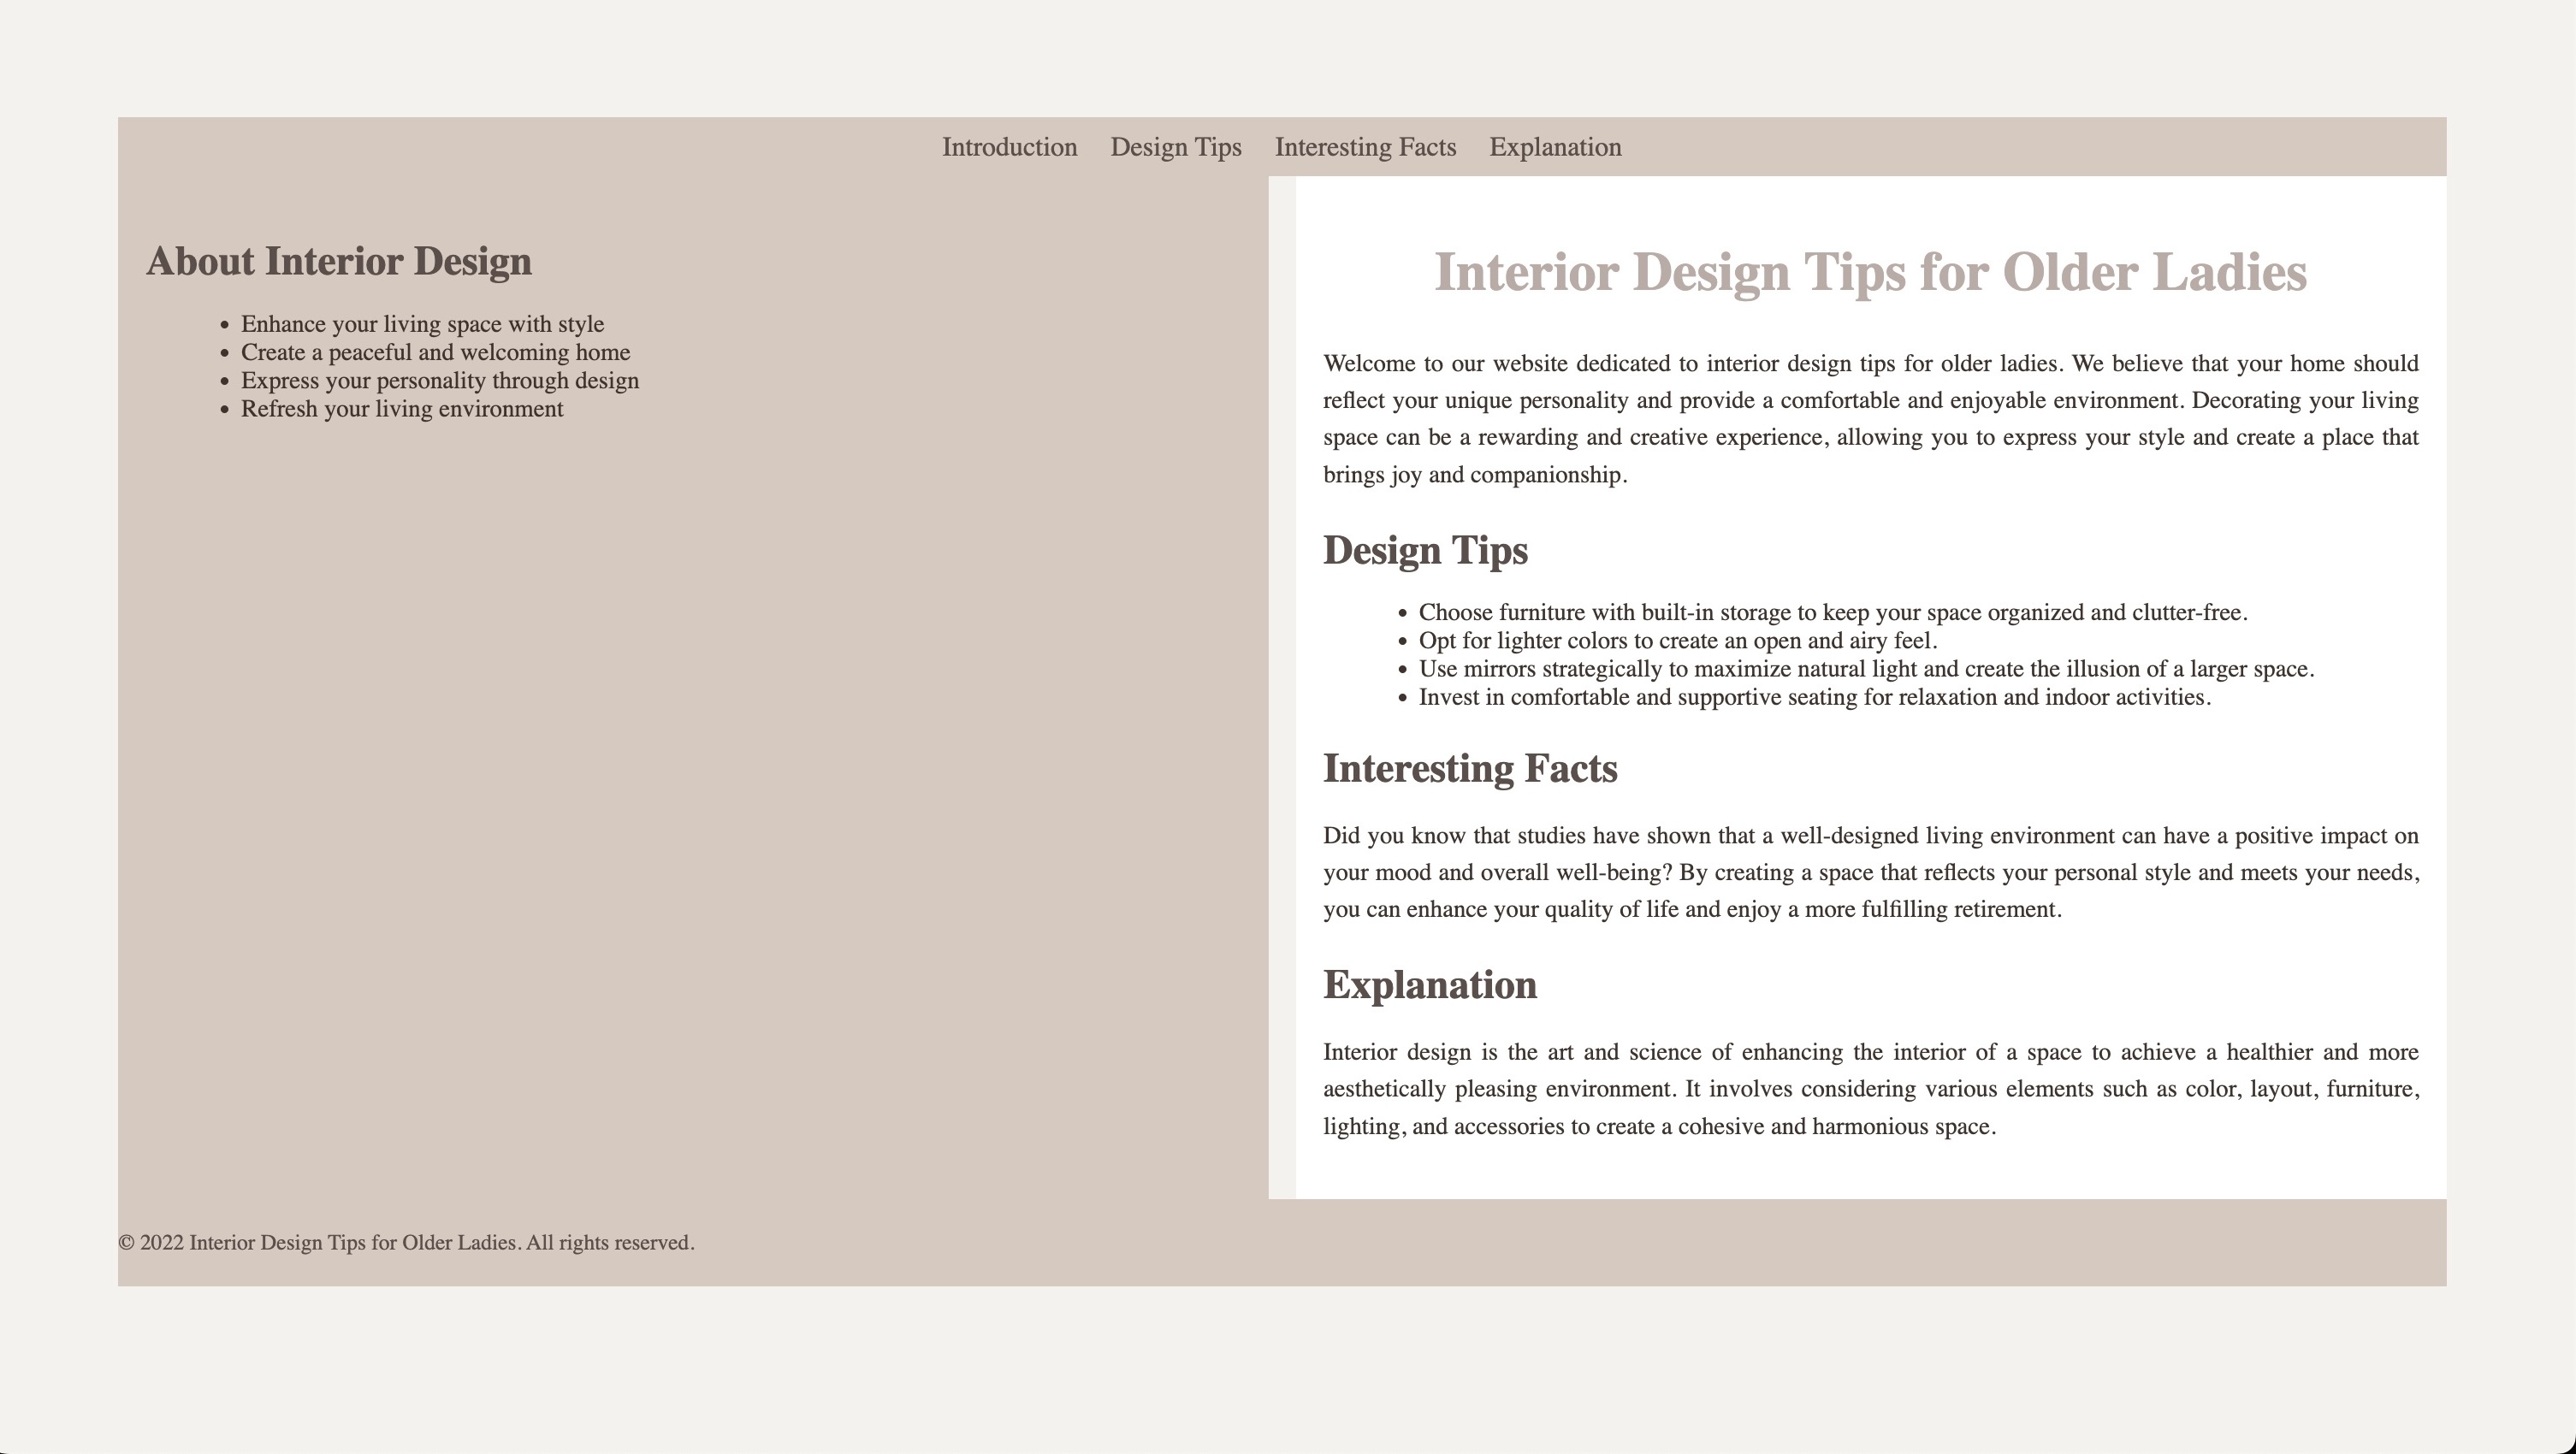 Introduction Design Tips Interesting Facts Explanation
About Interior Design
• Enhance your living space with style
• Create a peaceful and welcoming home
• Express your personality through design
• Refresh your living environment
Interior Design Tips for Older Ladies
Welcome to our website dedicated to interior design tips for older ladies. We believe that your home should
reflect your unique personality and provide a comfortable and enjoyable environment. Decorating your living
space can be a rewarding and creative experience, allowing you to express your style and create a place that
brings joy and companionship.
Design Tips
• Choose furniture with built-in storage to keep your space organized and clutter-free.
• Opt for lighter colors to create an open and airy feel.
• Use mirrors strategically to maximize natural light and create the illusion of a larger space.
• Invest in comfortable and supportive seating for relaxation and indoor activities.
Interesting Facts
Did you know that studies have shown that a well-designed living environment can have a positive impact on
your mood and overall well-being? By creating a space that reflects your personal style and meets your needs,
you can enhance your quality of life and enjoy a more fulfilling retirement.
Explanation
Interior design is the art and science of enhancing the interior of a space to achieve a healthier and more
aesthetically pleasing environment. It involves considering various elements such as color, layout, furniture,
lighting, and accessories to create a cohesive and harmonious space.
© 2022 Interior Design Tips for Older Ladies. All rights reserved.